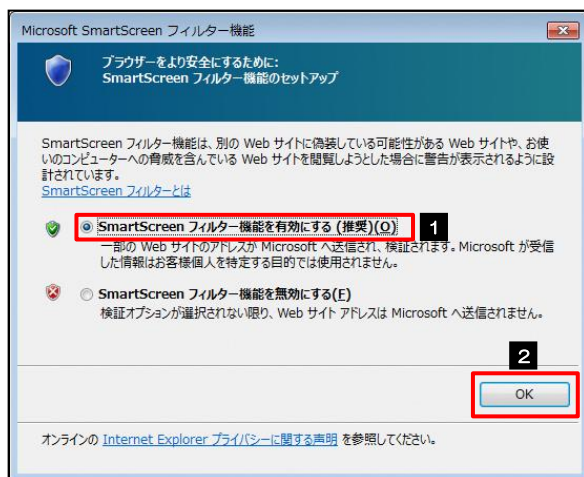 Microsoft SmartScreen フィルター機能
ブラウザーをより安全にするために:
SmartScreen フィルター機能のセットアップ
SmartScreen フィルター機能は、別の Web サイトに偽装している可能性がある Web サイトや、お使
いのコンピューターへの脅威を含んでいる Web サイトを閲覧しようとした場合に警告が表示されるように設
計されています。
SmartScreen フィルターとは
SmartScreen フィルター機能を有効にする (推奨)(O) 1
一部の Web サイトのアドレスが Microsoft へ送信され、検証されます。Microsoft が受信
した情報はお客様個人を特定する目的では使用されません。
SmartScreen フィルター機能を無効にする(F)
検証オプションが選択されない限り、Web サイト アドレスは Microsoft へ送信されません。
2
OK
オンラインの Internet Explorer プライバシーに関する声明 を参照してください。